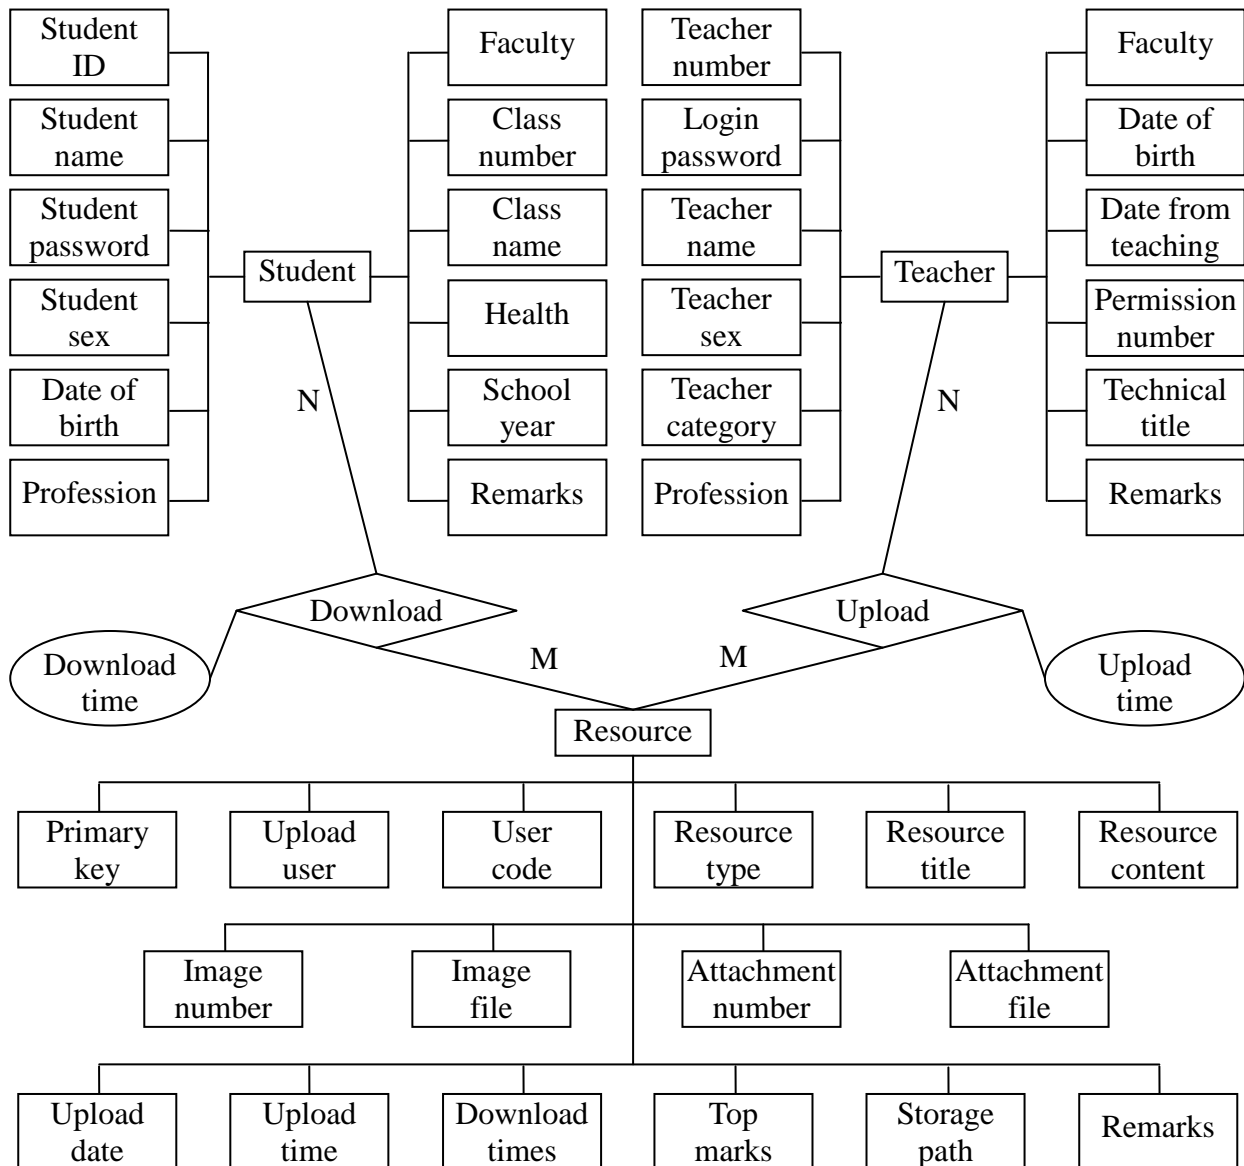 Student
ID
Faculty
Teacher
number
Faculty
Student
name
Class
number
Login
password
Date of
birth
Student
password
Class
name
Teacher
name
Date from
teaching
Student
Teacher
Student
sex
Health
Teacher
sex
Permission
number
N
N
Date of
birth
School
year
Teacher
category
Technical
title
Profession
Remarks
Profession
Remarks
Download
Upload
Download
time
M
M
Upload
time
Resource
Primary
key
Upload
user
User
code
Resource
type
Resource
title
Resource
content
Image
number
Image
file
Attachment
number
Attachment
file
Upload
date
Upload
time
Download
times
Top
marks
Storage
path
Remarks